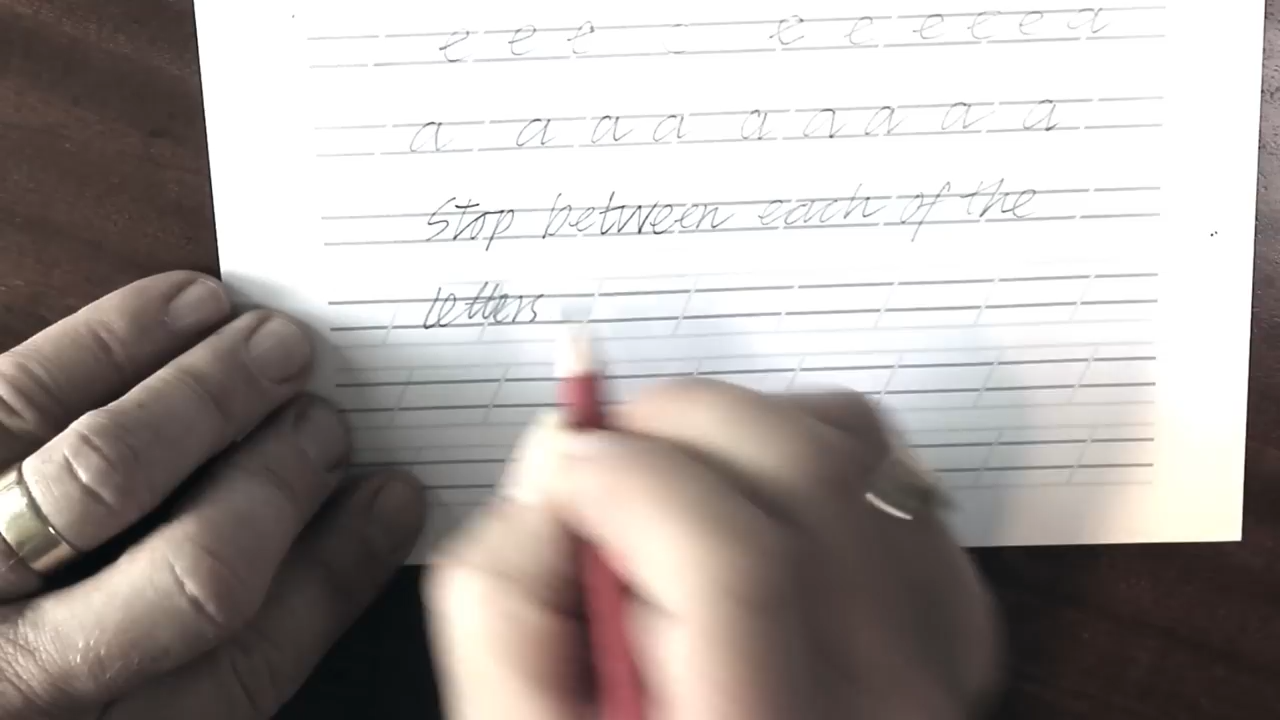 e e e e e e e e a
a a a a a a a a a
Stop between each of the
letters